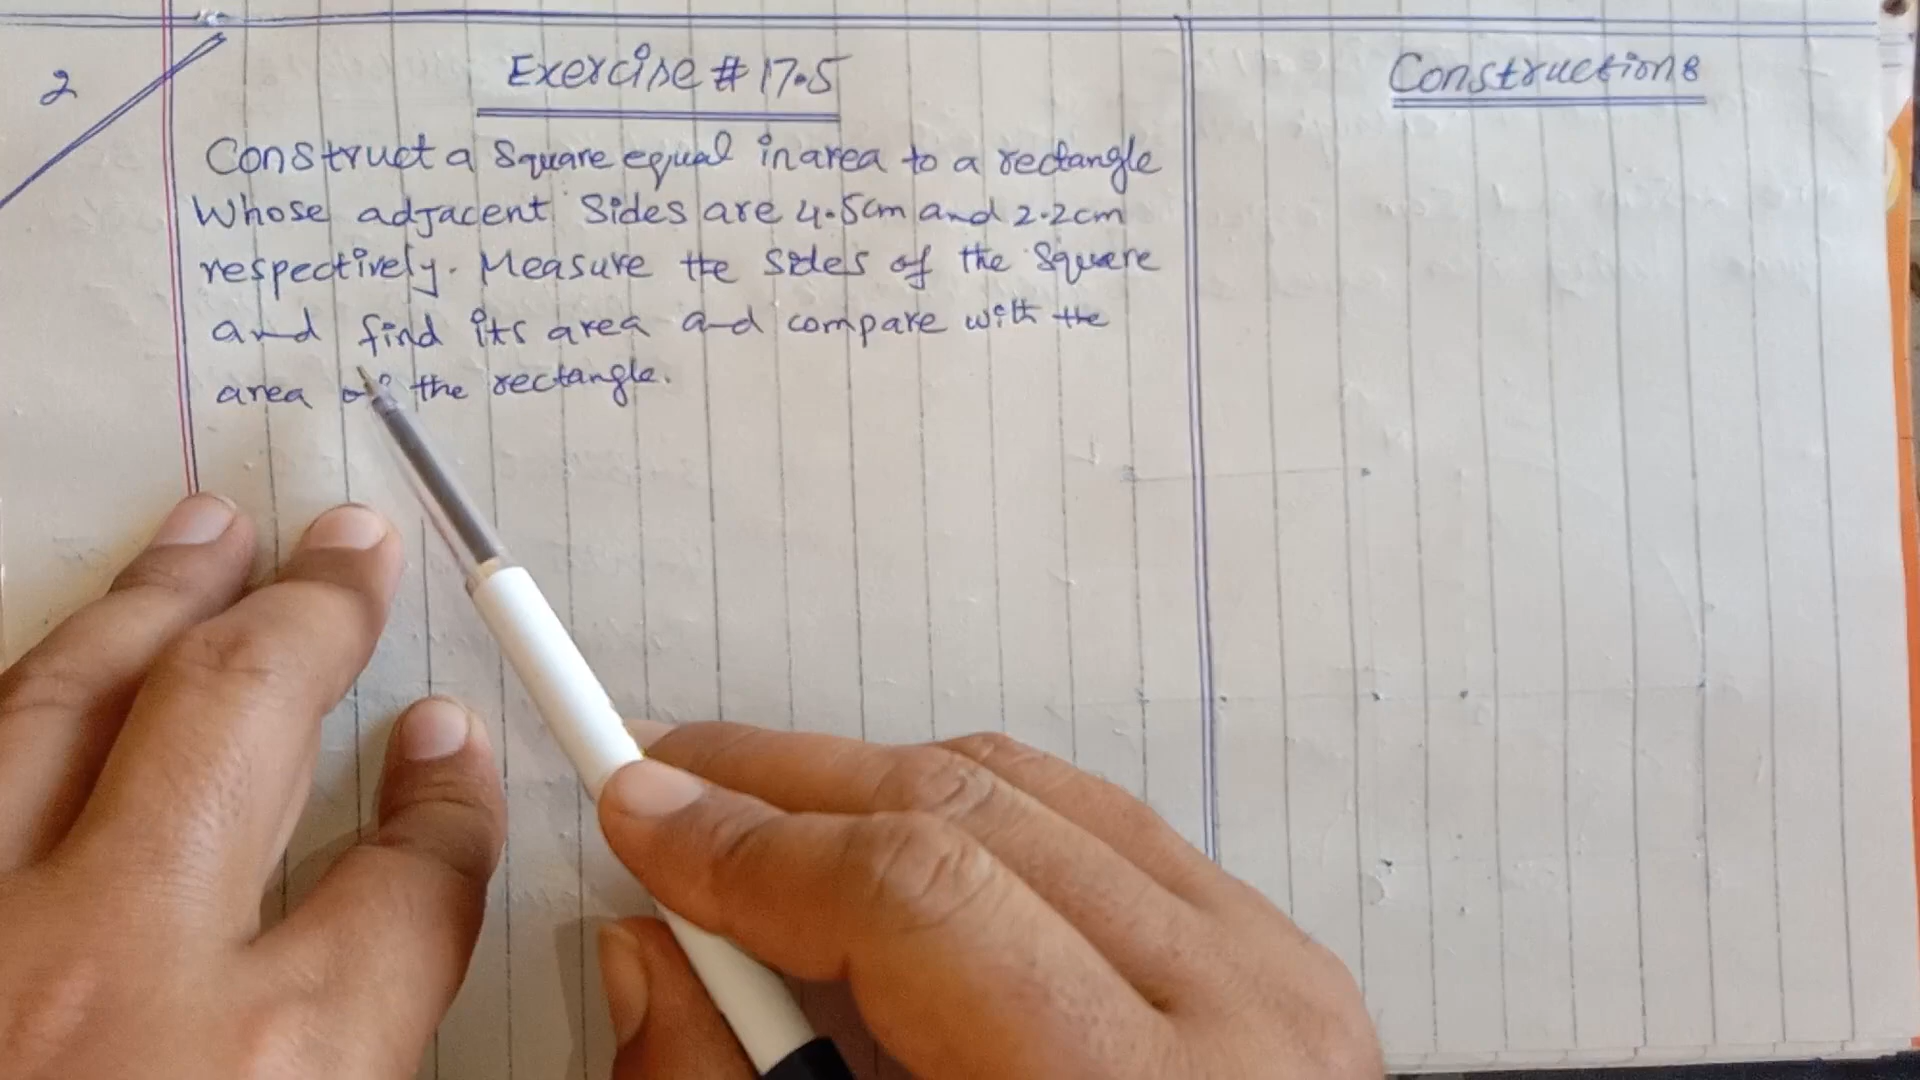 2
Exercise # 17.5
Construct a square equal in area to a rectangle
Whose adjacent sides are 4.5cm and 2.2cm
respectively. Measure the sides of the square
and find its area and compare with the
area of the rectangle.
Constructions